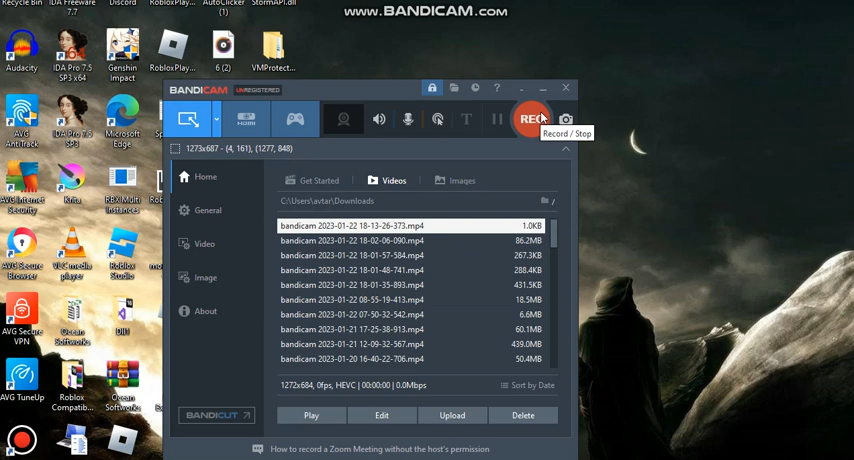 www.BANDICAM.com
Recycle Bin
IDA Freeware 7.7
Discord
RobloxPlay...
AutoClicker (1)
StormAPI.dll
Audacity
IDA Pro 7.5 SP3 x64
Genshin Impact
RobloxPlay...
6 (2)
VMProtect...
AVG AntiTrack
IDA Pro 7.5 SP3
Microsoft Edge
AVG Internet Security
Krita
RBX Multi Instances
AVG Secure Browser
VLC media player
Roblox Studio
AVG Secure VPN
Ocean Softworks
Dll1
AVG TuneUp
Roblox Compatib...
Ocean Softworks
BANDICAM UNREGISTERED
HDMI
REC
Record / Stop
1273x687 - (4, 161), (1277, 848)
Home
General
Video
Image
About
BANDICUT
Get Started
Videos
Images
C:\Users\avtar\Downloads
bandicam 2023-01-22 18-13-26-373.mp4 1.0KB
bandicam 2023-01-22 18-02-06-090.mp4 86.2MB
bandicam 2023-01-22 18-01-57-584.mp4 267.3KB
bandicam 2023-01-22 18-01-48-741.mp4 288.4KB
bandicam 2023-01-22 18-01-35-893.mp4 431.5KB
bandicam 2023-01-22 08-55-19-413.mp4 18.5MB
bandicam 2023-01-22 07-50-32-542.mp4 6.6MB
bandicam 2023-01-21 17-25-38-913.mp4 60.1MB
bandicam 2023-01-21 12-09-32-567.mp4 439.0MB
bandicam 2023-01-20 16-40-22-706.mp4 50.4MB
1272x684, 0fps, HEVC | 00:00:00 | 0.0Mbps
Sort by Date
Play
Edit
Upload
Delete
How to record a Zoom Meeting without the host's permission